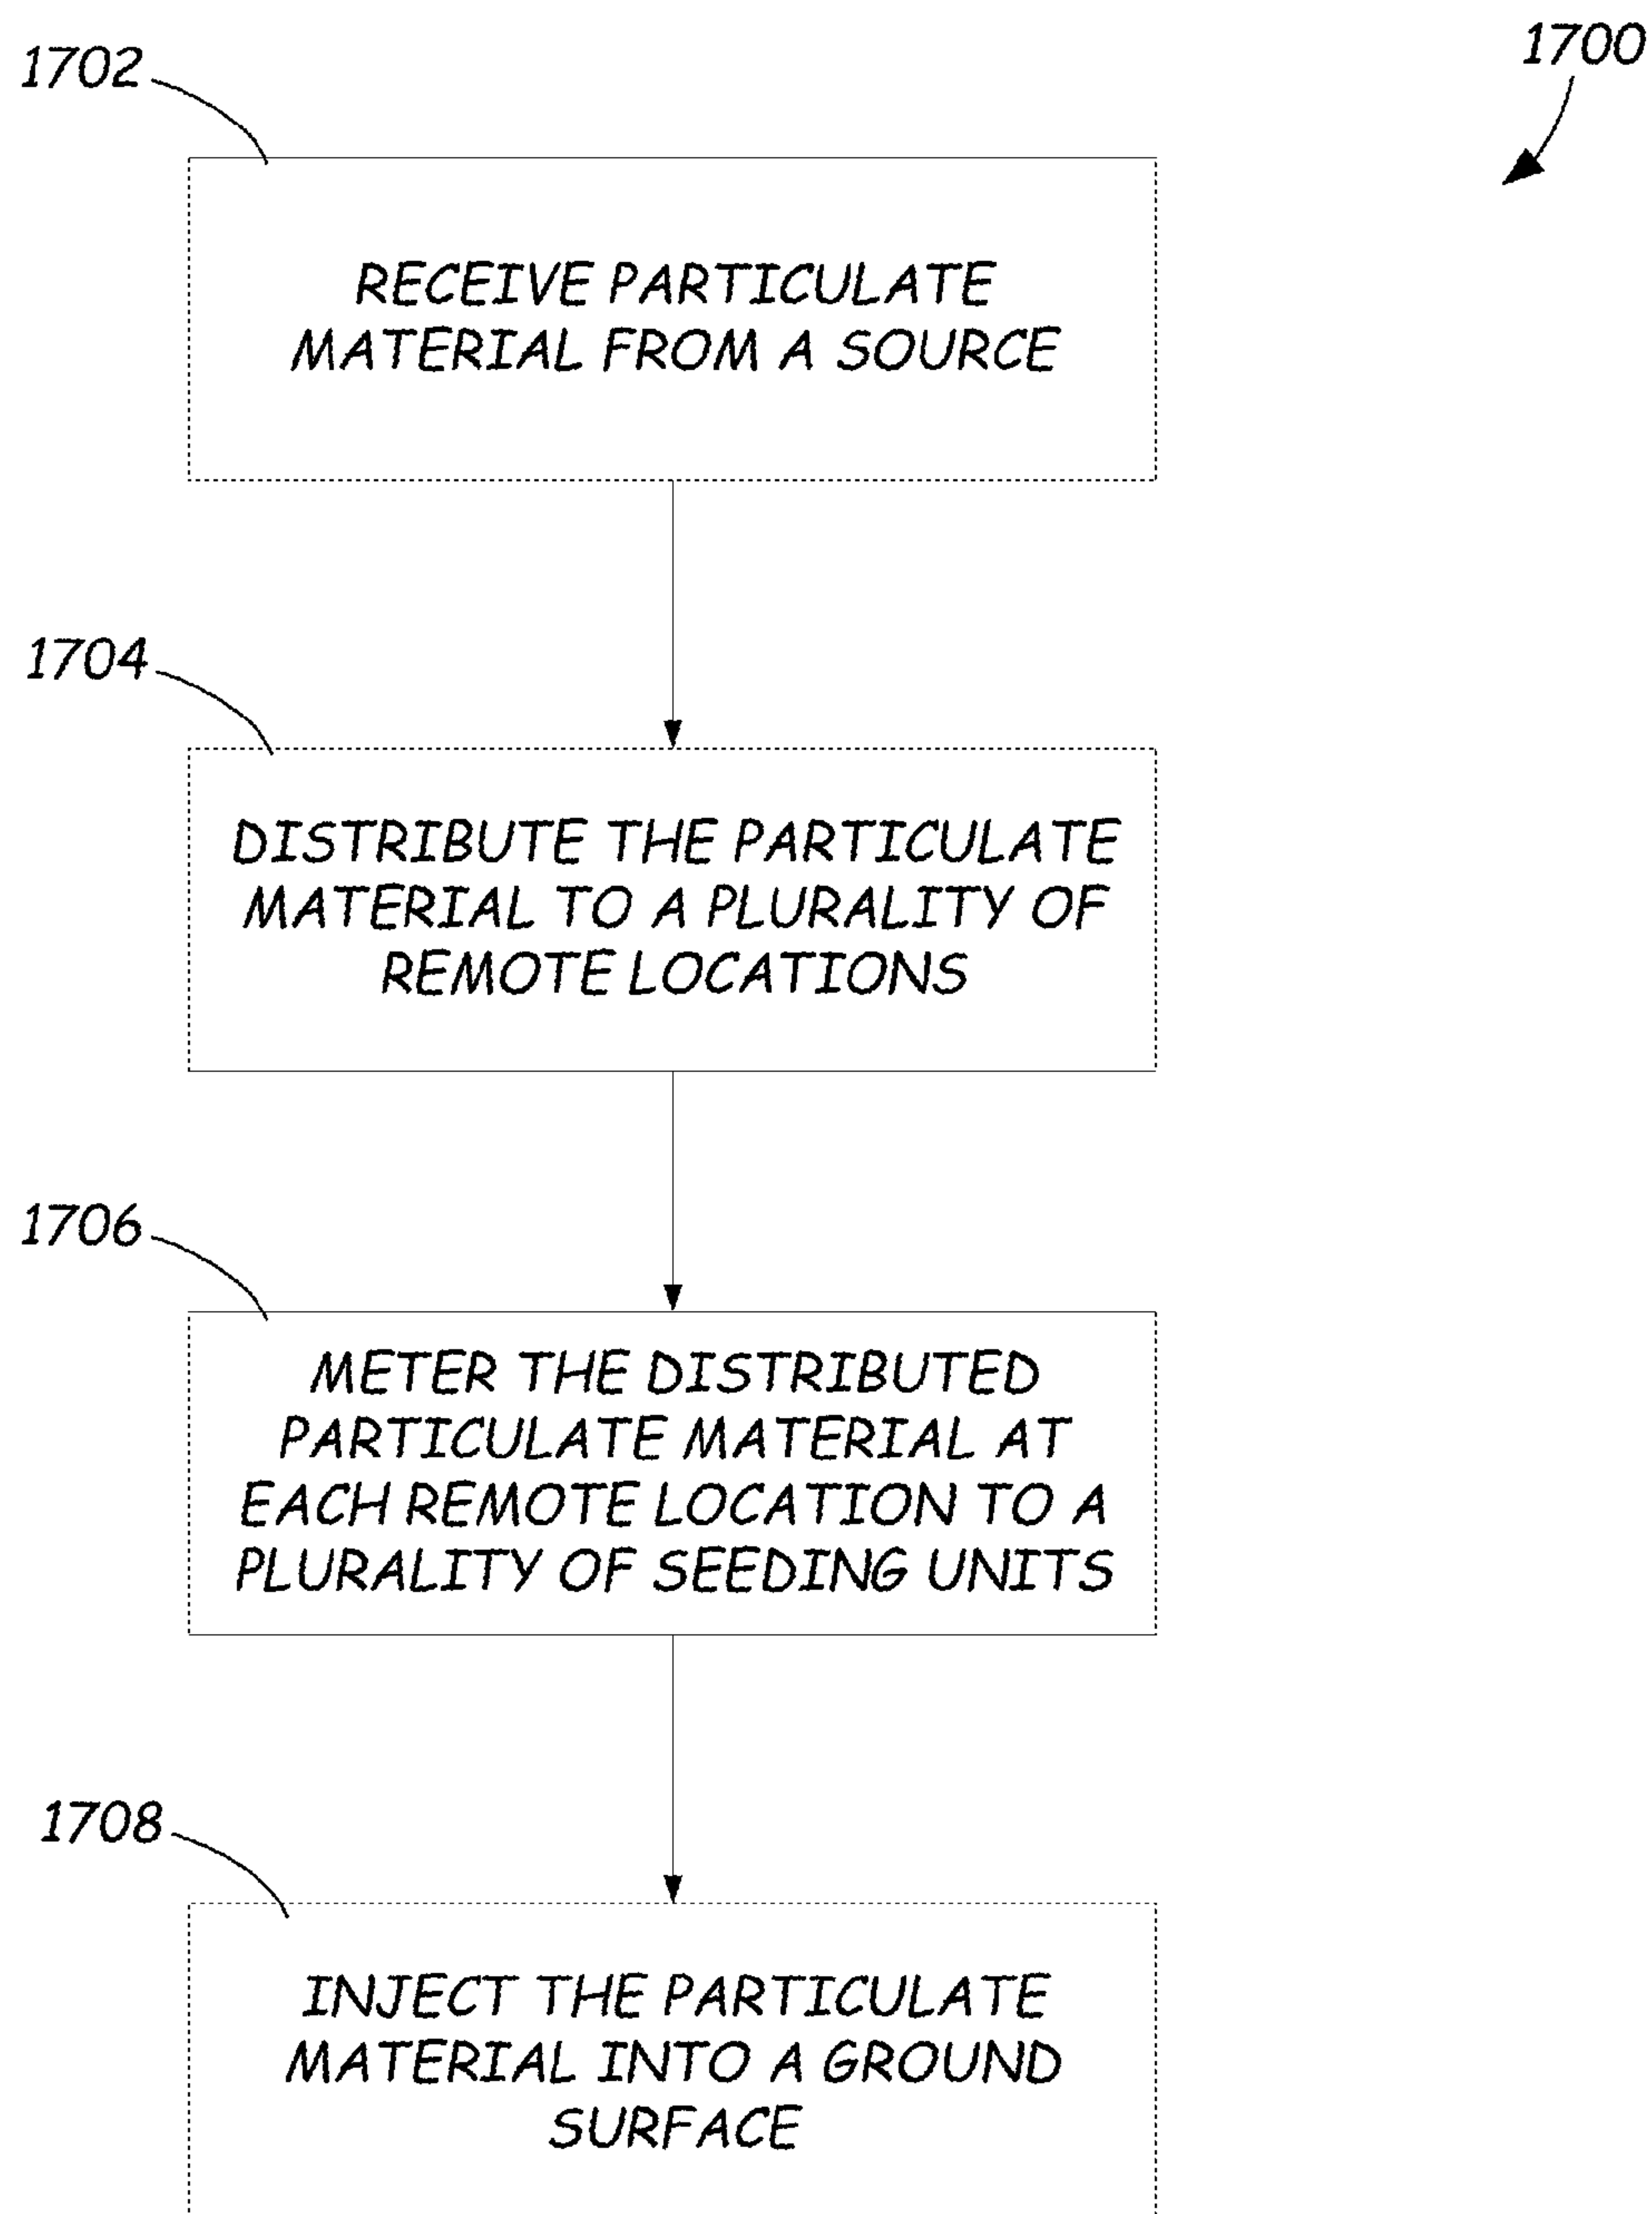 1700
1702
RECEIVE PARTICULATE
MATERIAL FROM A SOURCE
1704
DISTRIBUTE THE PARTICULATE
MATERIAL TO A PLURALITY OF
REMOTE LOCATIONS
1706
METER THE DISTRIBUTED
PARTICULATE MATERIAL AT
EACH REMOTE LOCATION TO A
PLURALITY OF SEEDING UNITS
1708
INJECT THE PARTICULATE
MATERIAL INTO A GROUND
SURFACE